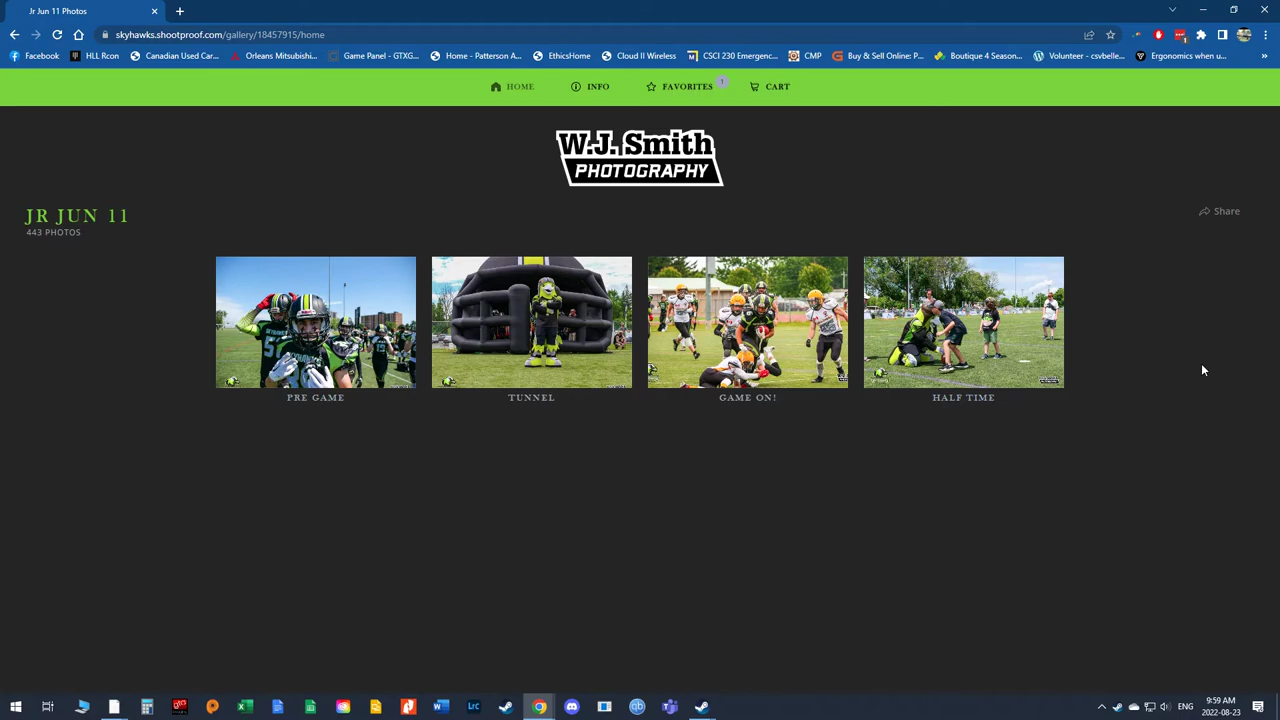 Jr Jun 11 Photos
skyhawks.shootproof.com/gallery/18457915/home
Facebook
HLL Rcon
Canadian Used Car...
Orleans Mitsubishi...
Game Panel - GTXG...
Home - Patterson A...
EthicsHome
Cloud II Wireless
CSCI 230 Emergenc...
CMP
Buy & Sell Online: P...
Boutique 4 Season...
Volunteer - csvbelle...
Ergonomics when u...
HOME
INFO
FAVORITES
1
CART
W.J. Smith
PHOTOGRAPHY
JR JUN 11
443 PHOTOS
Share
PRE GAME
TUNNEL
GAME ON!
HALF TIME
Lrc
ENG
9:59 AM
2022-08-23